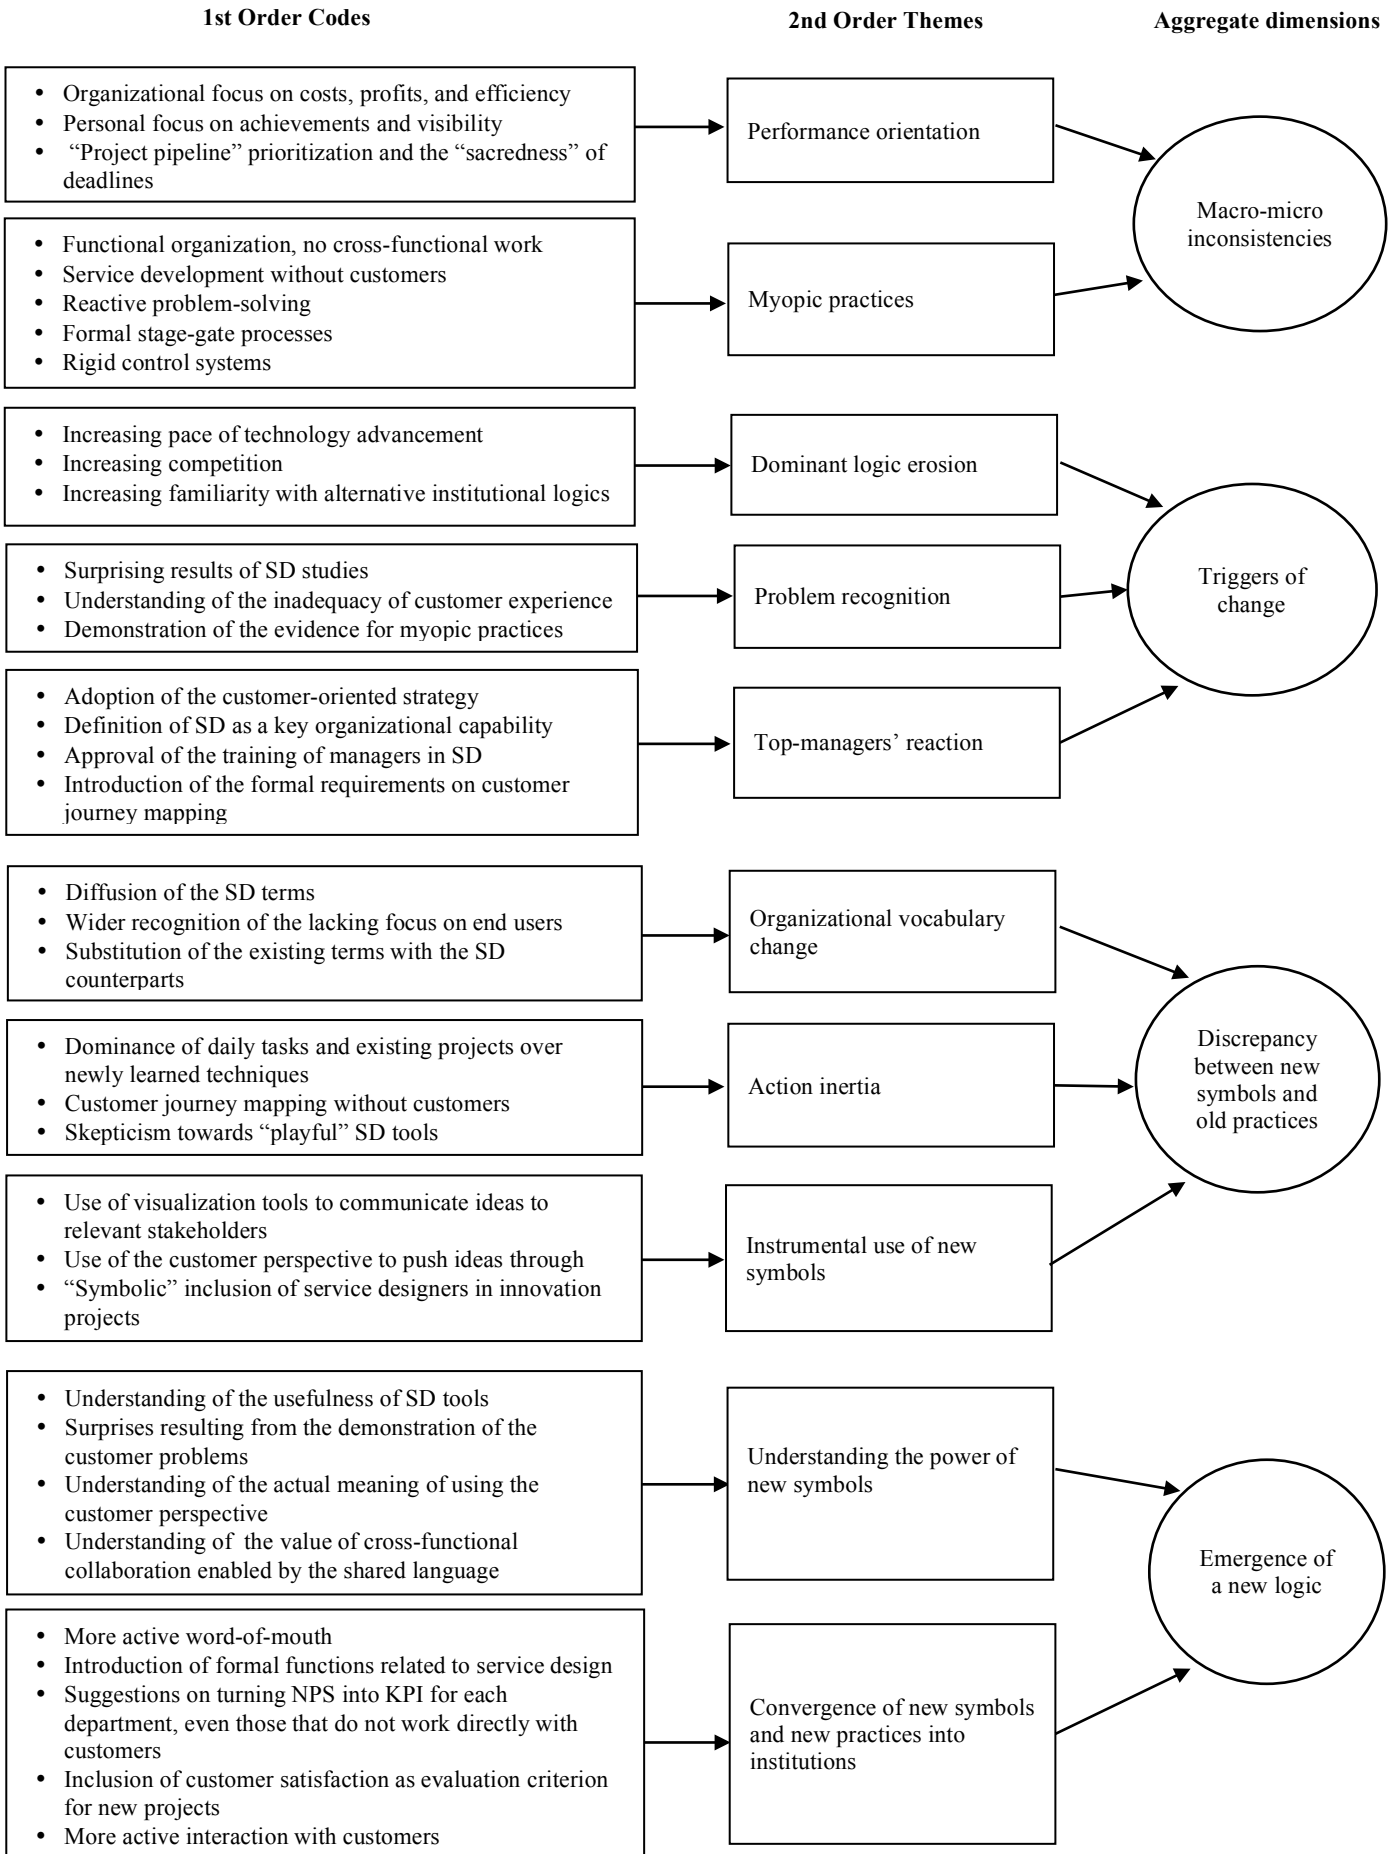 1st Order Codes
2nd Order Themes
Aggregate dimensions
• Organizational focus on costs, profits, and efficiency
• Personal focus on achievements and visibility
• “Project pipeline” prioritization and the “sacredness” of
deadlines
Performance orientation
Macro-micro
inconsistencies
• Functional organization, no cross-functional work
• Service development without customers
• Reactive problem-solving
• Formal stage-gate processes
• Rigid control systems
Myopic practices
• Increasing pace of technology advancement
• Increasing competition
• Increasing familiarity with alternative institutional logics
Dominant logic erosion
• Surprising results of SD studies
• Understanding of the inadequacy of customer experience
• Demonstration of the evidence for myopic practices
Problem recognition
Triggers of
change
• Adoption of the customer-oriented strategy
• Definition of SD as a key organizational capability
• Approval of the training of managers in SD
• Introduction of the formal requirements on customer
journey mapping
Top-managers’ reaction
• Diffusion of the SD terms
• Wider recognition of the lacking focus on end users
• Substitution of the existing terms with the SD
counterparts
Organizational vocabulary
change
• Dominance of daily tasks and existing projects over
newly learned techniques
• Customer journey mapping without customers
• Skepticism towards “playful” SD tools
Action inertia
Discrepancy
between new
symbols and
old practices
• Use of visualization tools to communicate ideas to
relevant stakeholders
• Use of the customer perspective to push ideas through
• “Symbolic” inclusion of service designers in innovation
projects
Instrumental use of new
symbols
• Understanding of the usefulness of SD tools
• Surprises resulting from the demonstration of the
customer problems
• Understanding of the actual meaning of using the
customer perspective
• Understanding of the value of cross-functional
collaboration enabled by the shared language
Understanding the power of
new symbols
Emergence of
a new logic
• More active word-of-mouth
• Introduction of formal functions related to service design
• Suggestions on turning NPS into KPI for each
department, even those that do not work directly with
customers
• Inclusion of customer satisfaction as evaluation criterion
for new projects
• More active interaction with customers
Convergence of new symbols
and new practices into
institutions